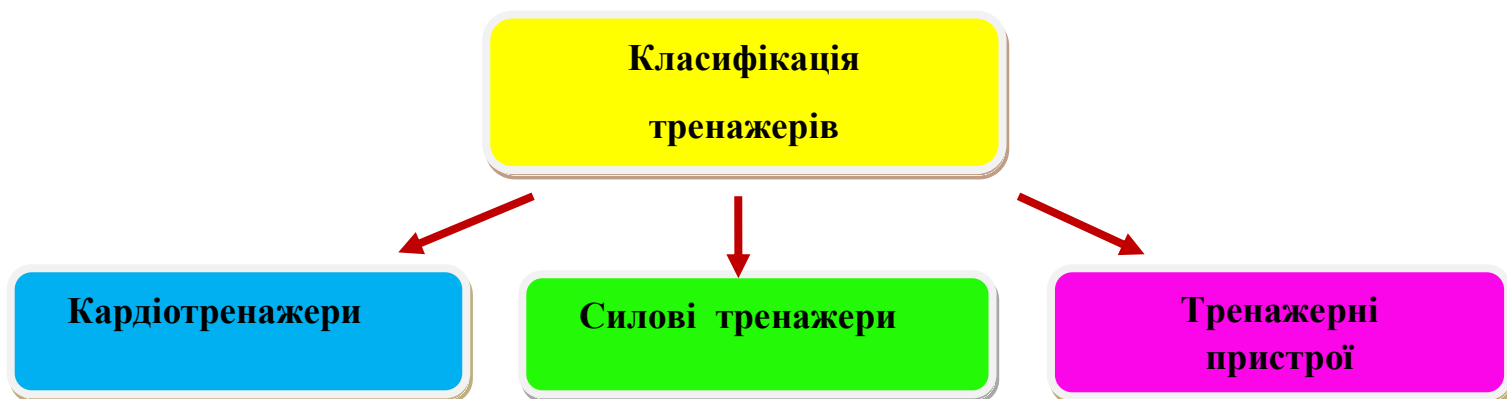 Класифікація
тренажерів
Кардіотренажери
Силові тренажери
Тренажерні
пристрої